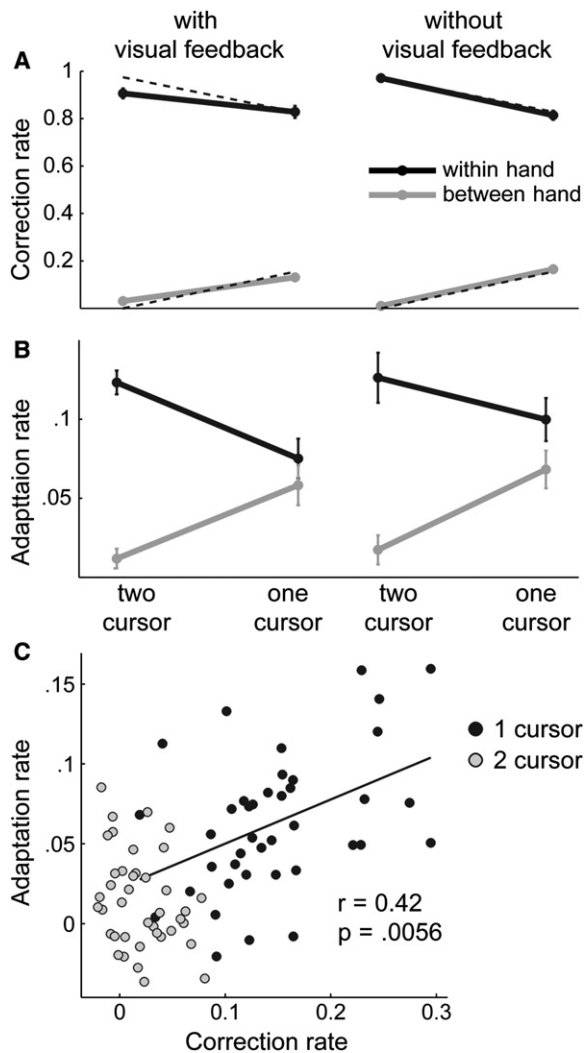 with
visual feedback
without
visual feedback
A
Correction rate
1
0.8
0.6
0.4
0.2
within hand
between hand
B
Adapttaion rate
.1
.05
two
cursor
one
cursor
two
cursor
one
cursor
C
Adaptation rate
.15
.1
.05
0
1 cursor
2 cursor
r = 0.42
p = .0056
0
0.1
0.2
0.3
Correction rate